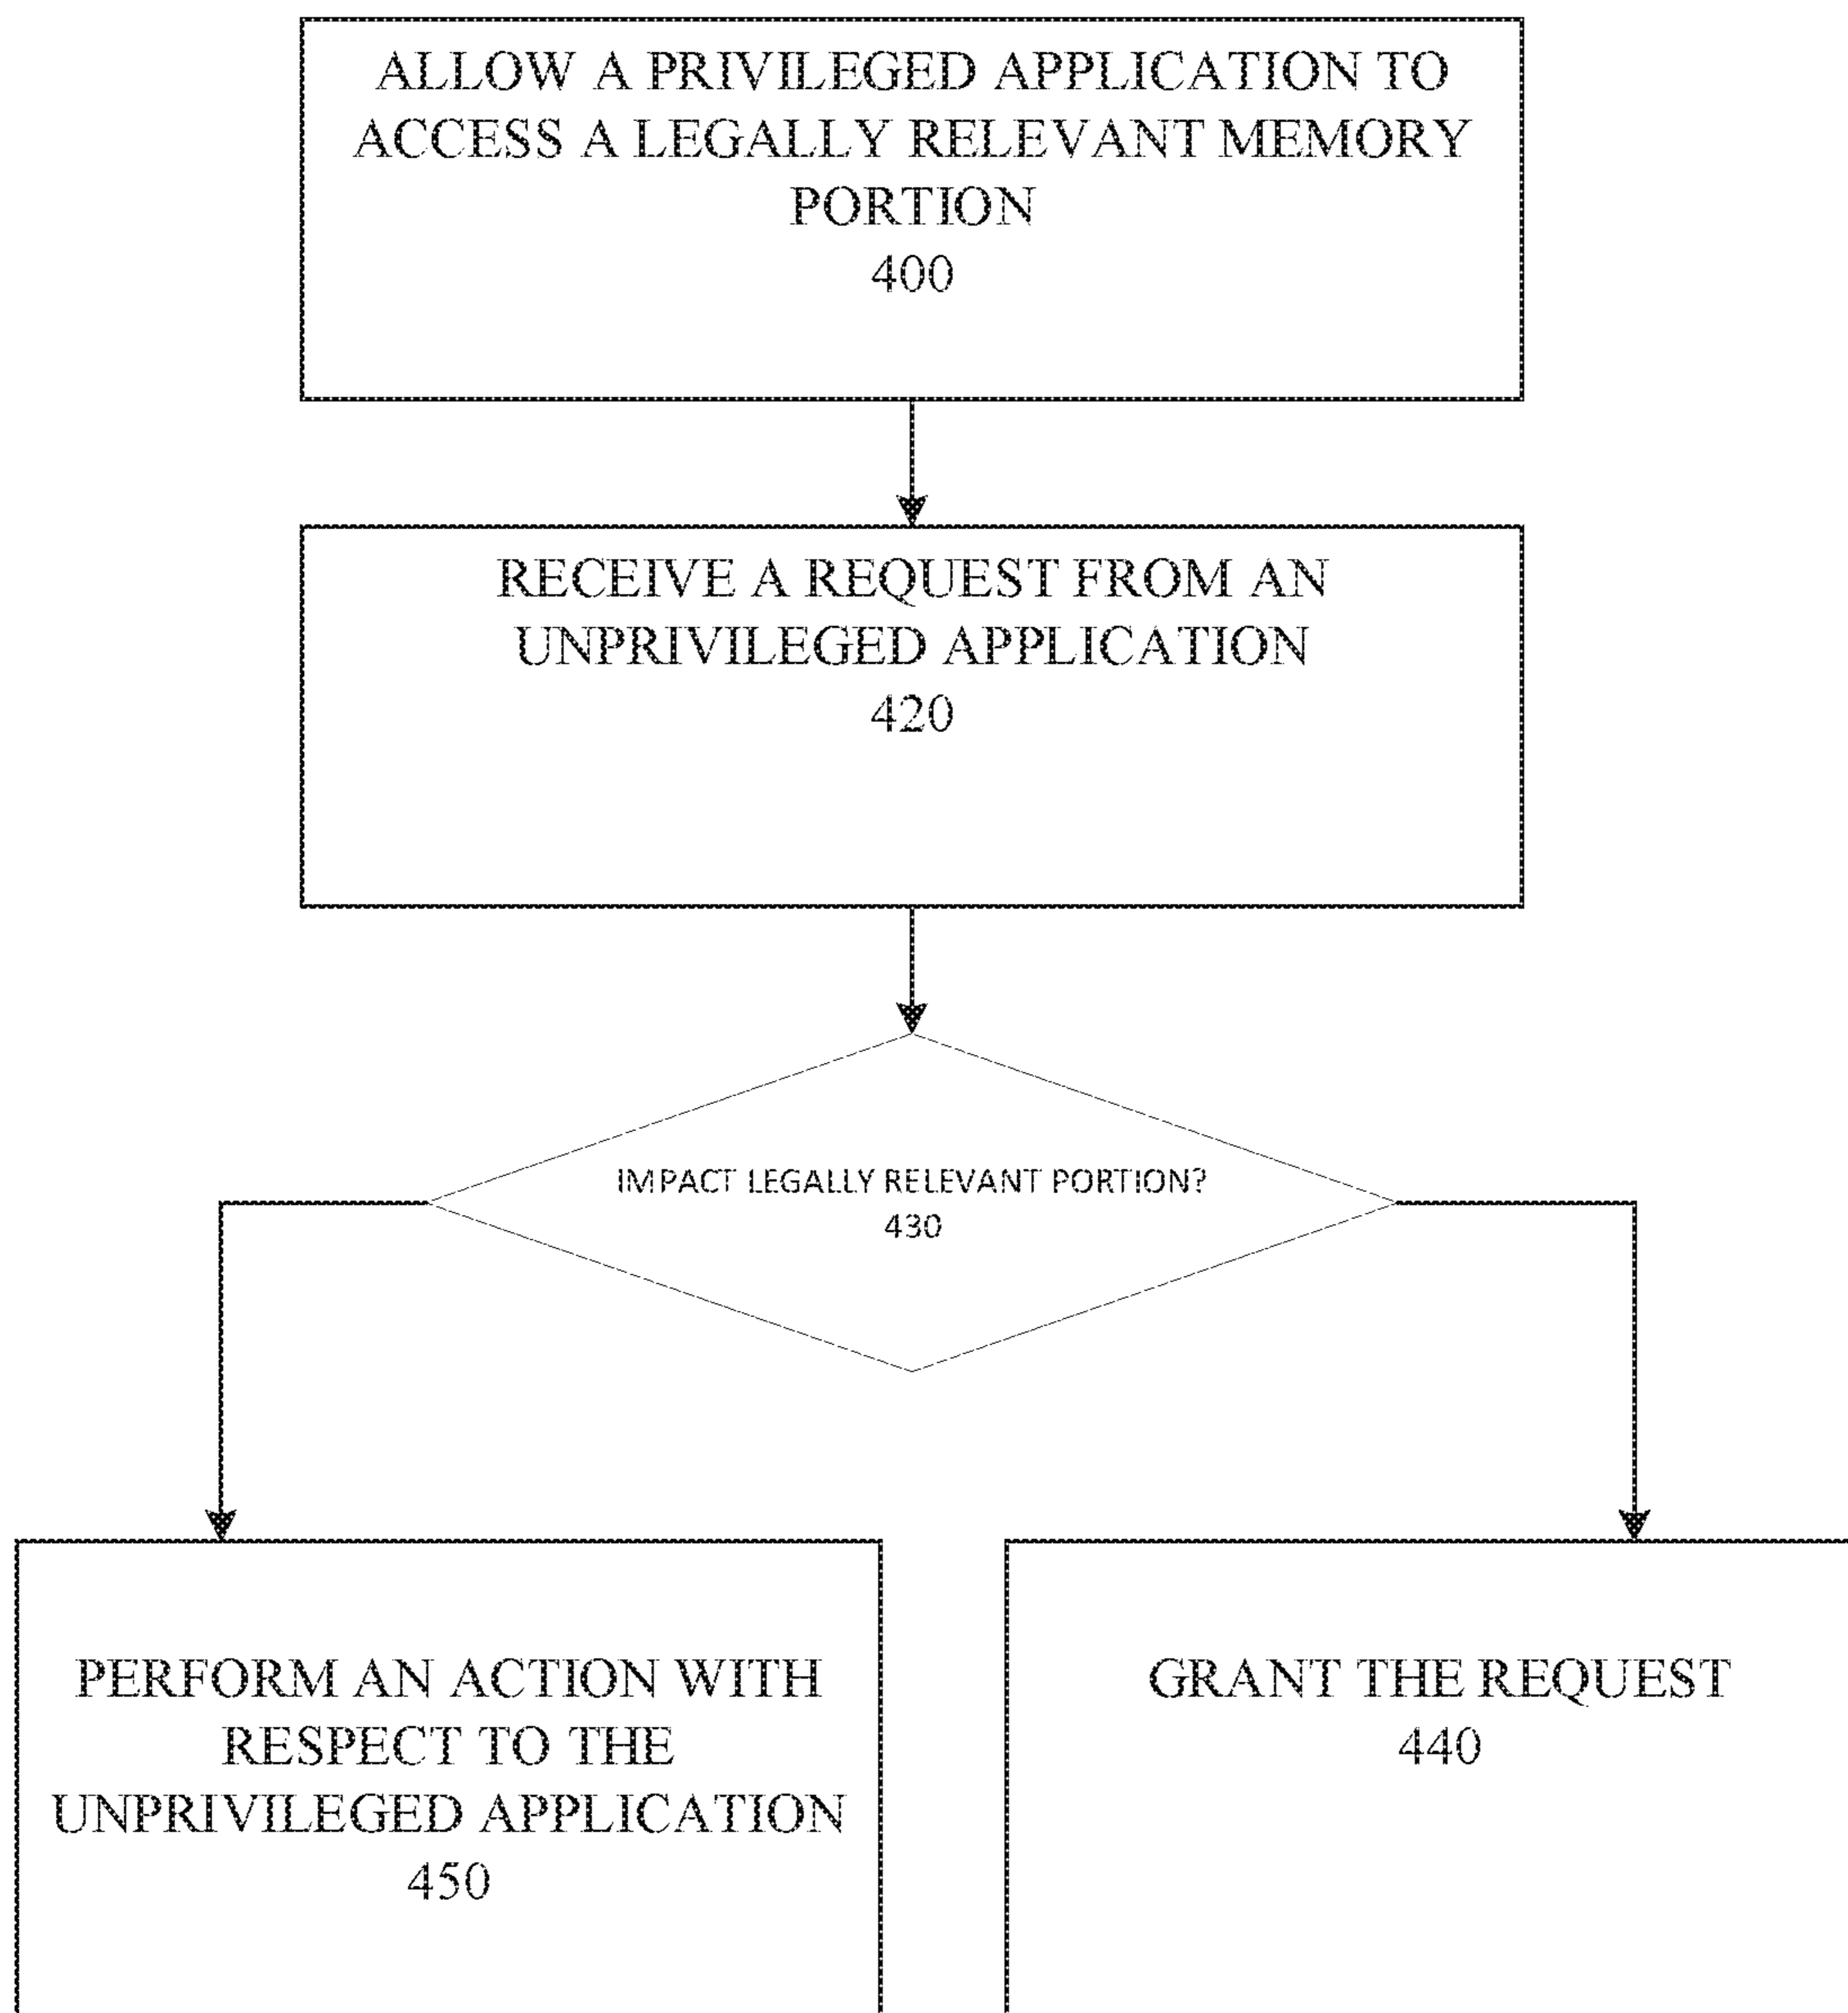 ALLOW A PRIVILEGED APPLICATION TO
ACCESS A LEGALLY RELEVANT MEMORY
PORTION
400
RECEIVE A REQUEST FROM AN
UNPRIVILEGED APPLICATION
420
IMPACT LEGALLY RELEVANT PORTION?
430
PERFORM AN ACTION WITH
RESPECT TO THE
UNPRIVILEGED APPLICATION
450
GRANT THE REQUEST
440